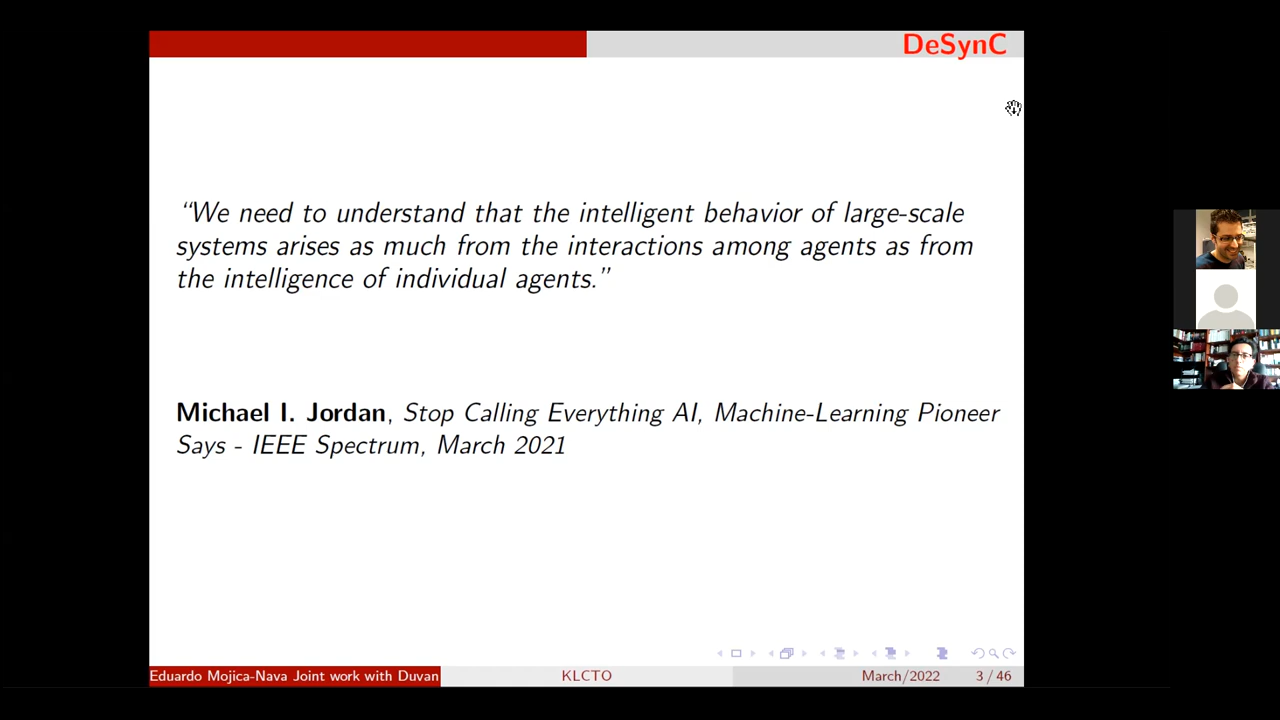 DeSynC
“We need to understand that the intelligent behavior of large-scale
systems arises as much from the interactions among agents as from
the intelligence of individual agents.”
Michael I. Jordan, Stop Calling Everything AI, Machine-Learning Pioneer
Says - IEEE Spectrum, March 2021
Eduardo Mojica-Nava Joint work with Duvan
KLCTO
March/2022
3 / 46